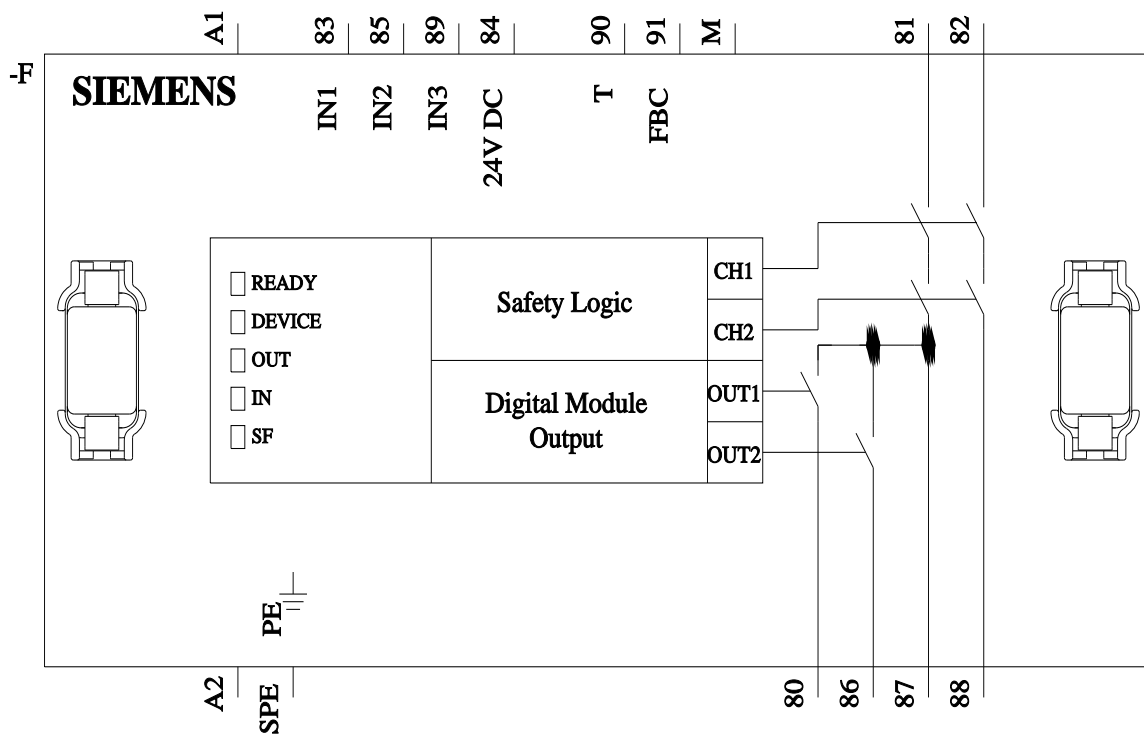 A1
83
85
89
84
90
91
M
81
82
-F
SIEMENS
IN1
IN2
IN3
24V DC
T
FBC
READY
DEVICE
OUT
IN
SF
Safety Logic
CH1
CH2
Digital Module
Output
OUT1
OUT2
PE
A2
SPE
80
86
87
88